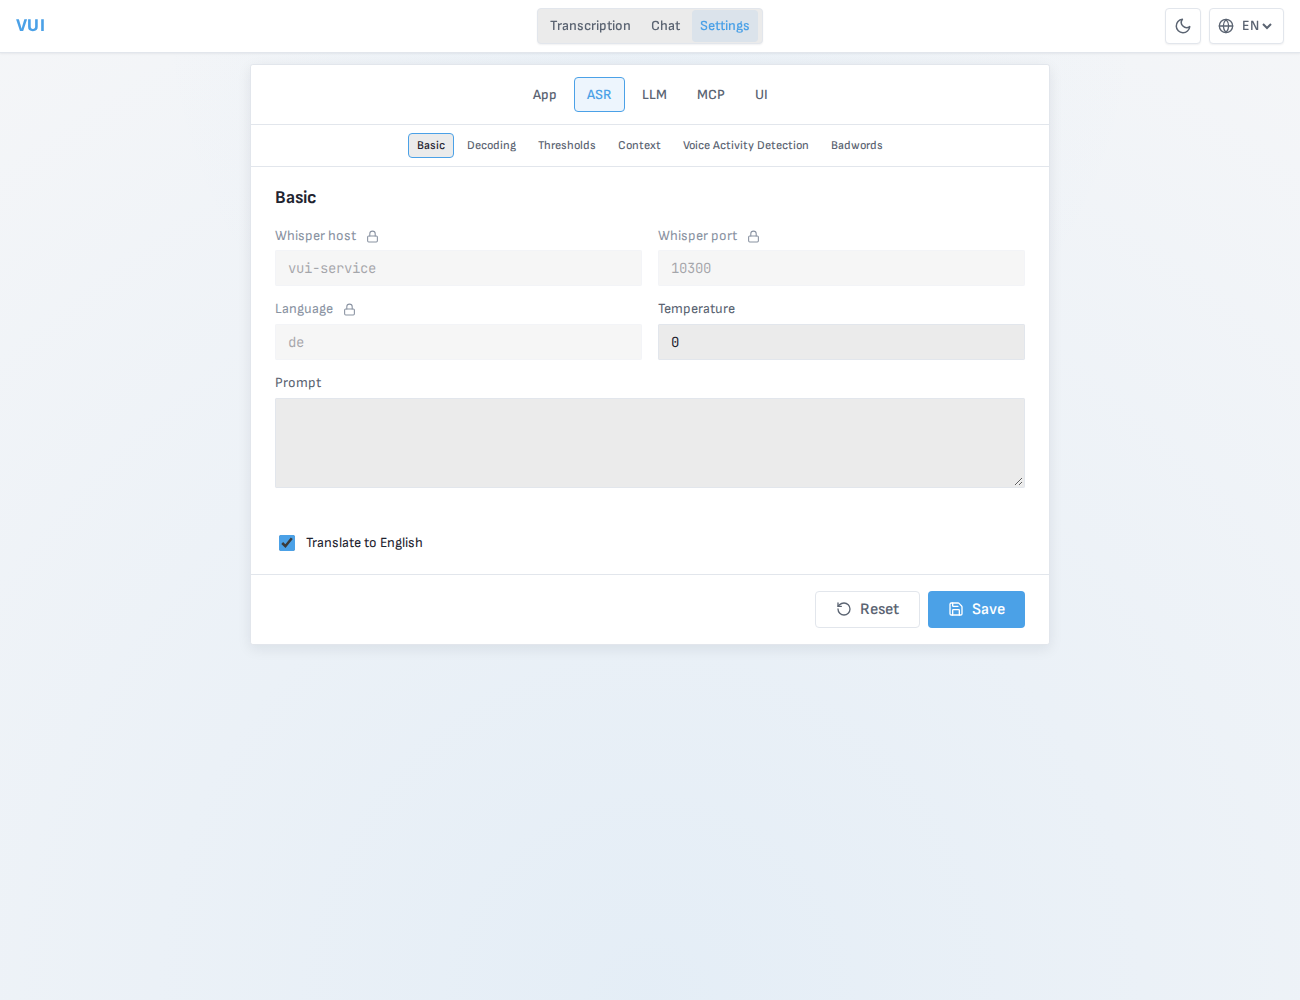 VUI
Transcription Chat Settings
EN
App ASR LLM MCP UI
Basic Decoding Thresholds Context Voice Activity Detection Badwords
Basic
Whisper host Whisper port
vui-service 10300
Language Temperature
de 0
Prompt
Translate to English
Reset Save